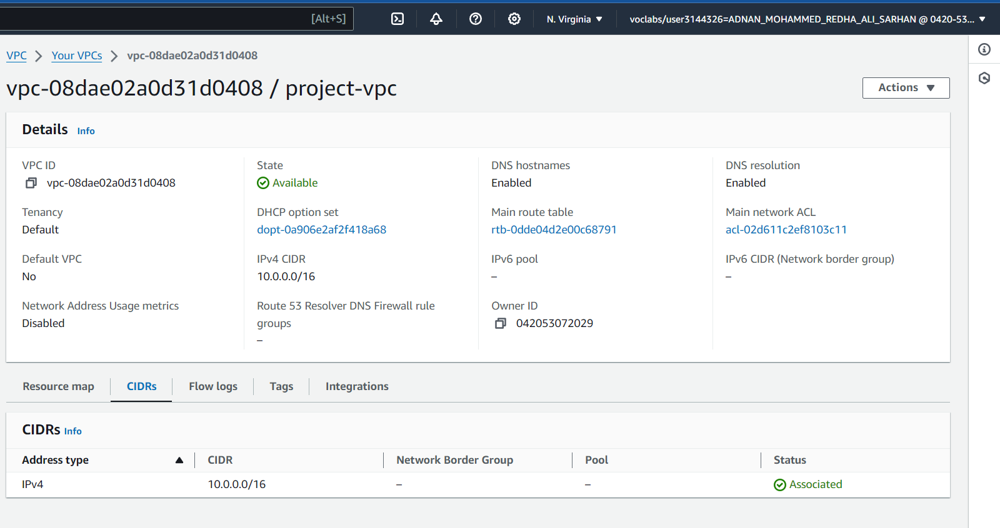 [Alt+S]
N. Virginia
voclabs/user3144326=ADNAN_MOHAMMED_REDHA_ALI_SARHAN @ 0420-53...
VPC
Your VPCs
vpc-08dae02a0d31d0408
vpc-08dae02a0d31d0408 / project-vpc
Actions
Details Info
VPC ID
vpc-08dae02a0d31d0408
State
Available
DNS hostnames
Enabled
DNS resolution
Enabled
Tenancy
Default
DHCP option set
dopt-0a906e2af2f418a68
Main route table
rtb-0dde04d2e00c68791
Main network ACL
acl-02d611c2ef8103c11
Default VPC
No
IPv4 CIDR
10.0.0.0/16
IPv6 pool
–
IPv6 CIDR (Network border group)
–
Network Address Usage metrics
Disabled
Route 53 Resolver DNS Firewall rule
groups
–
Owner ID
042053072029
Resource map
CIDRs
Flow logs
Tags
Integrations
CIDRs Info
Address type CIDR Network Border Group Pool Status
IPv4 10.0.0.0/16 – – Associated